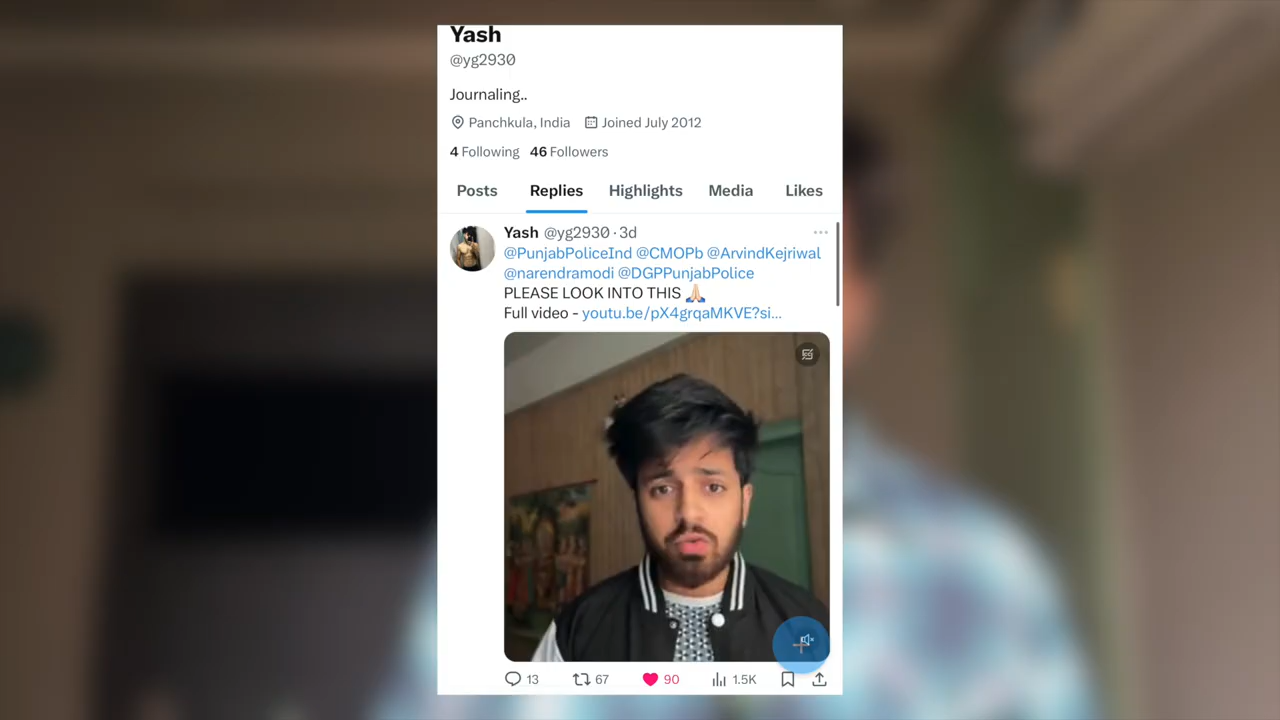 Yash
@yg2930
Journaling..
Panchkula, India Joined July 2012
4 Following 46 Followers
Posts Replies Highlights Media Likes
Yash @yg2930 · 3d
@PunjabPoliceInd @CMOPb @ArvindKejriwal
@narendramodi @DGPPunjabPolice
PLEASE LOOK INTO THIS 🙏🏻
Full video - youtu.be/pX4grqaMKVE?si...
13 67 90 1.5K